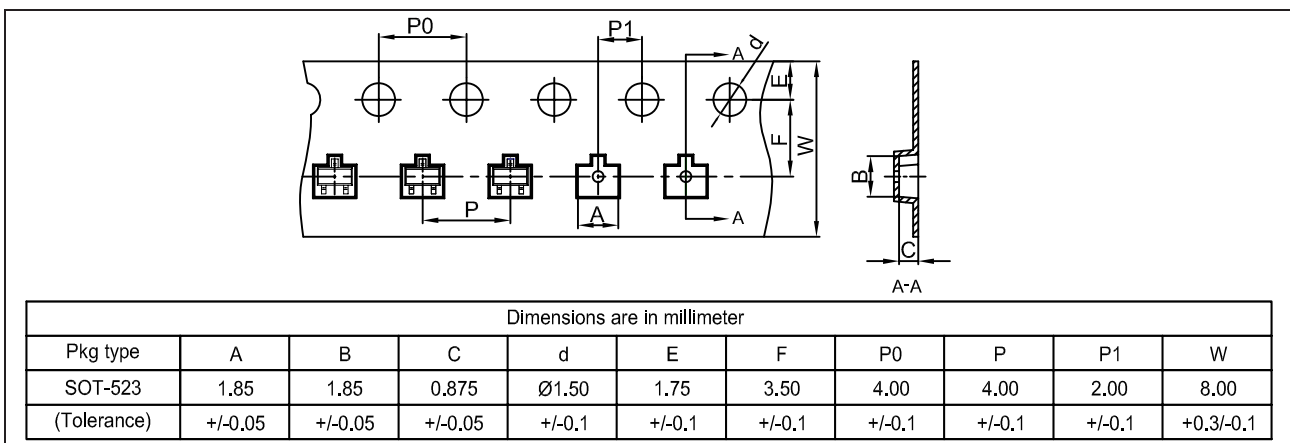 P0
P1
A
d
E
F
W
B
P
A
A
C
A-A
Dimensions are in millimeter
Pkg type A B C d E F P0 P P1 W
SOT-523 1.85 1.85 0.875 Ø1.50 1.75 3.50 4.00 4.00 2.00 8.00
(Tolerance) +/-0.05 +/-0.05 +/-0.05 +/-0.1 +/-0.1 +/-0.1 +/-0.1 +/-0.1 +/-0.1 +0.3/-0.1